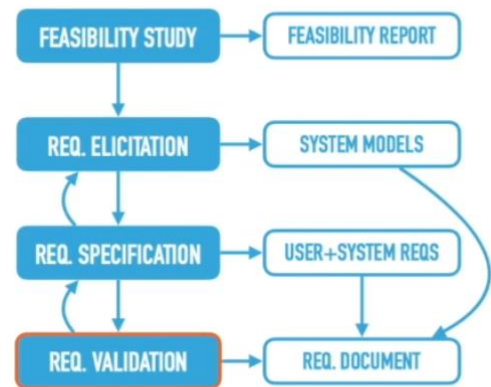 FEASIBILITY STUDY
FEASIBILITY REPORT
REQ. ELICITATION
SYSTEM MODELS
REQ. SPECIFICATION
USER+SYSTEM REQS
REQ. VALIDATION
REQ. DOCUMENT